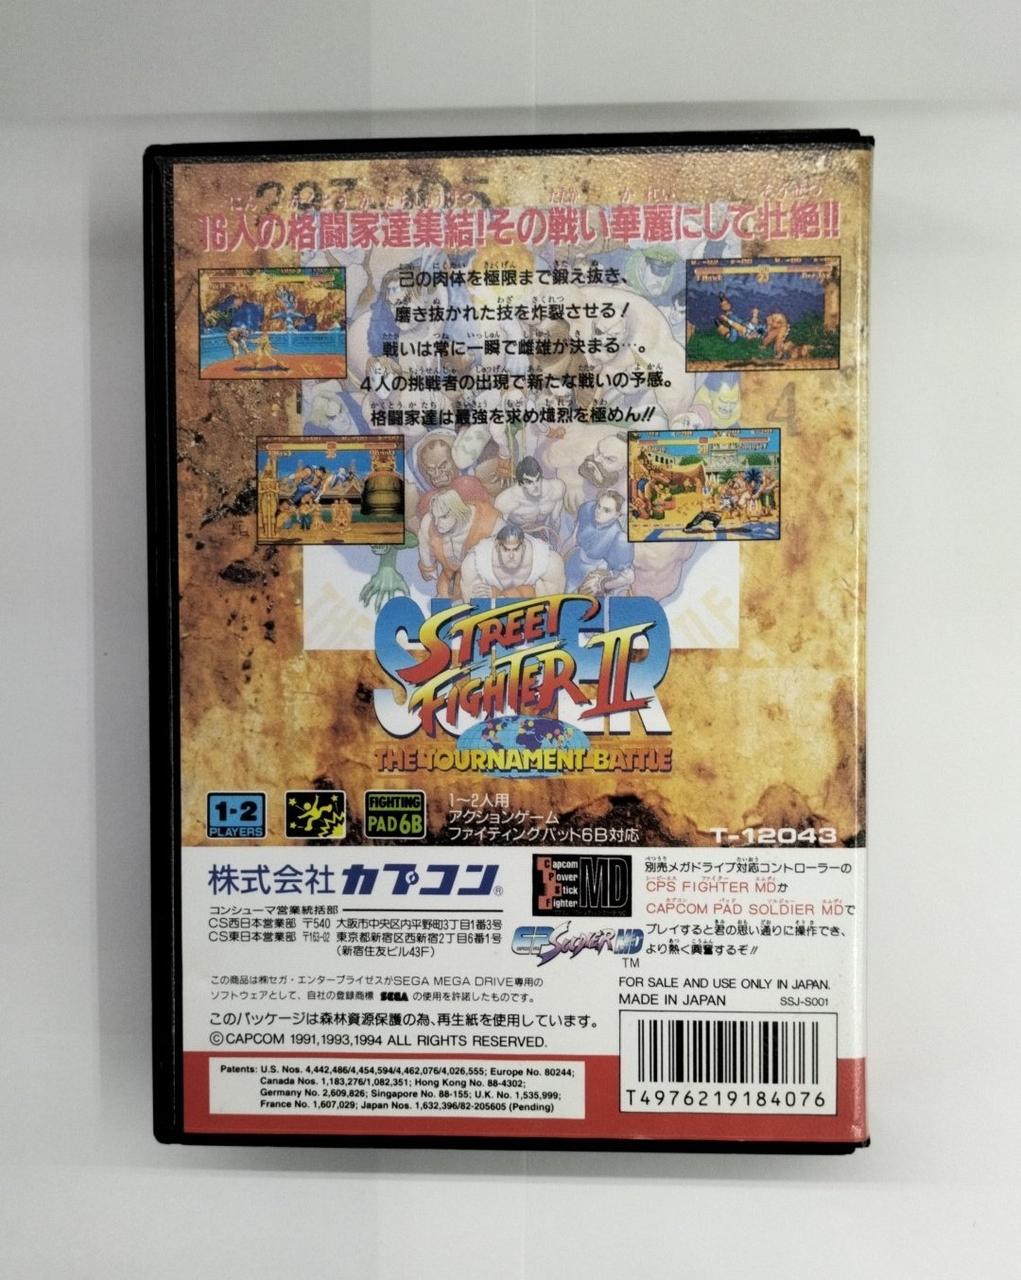 16人の格闘家達集結!その戦い華麗にして壮絶!!
己の肉体を極限まで鍛え抜き、
磨き抜かれた技を炸裂させる!
戦いは常に一瞬で雌雄が決まる…。
4人の挑戦者の出現で新たな戦いの予感。
格闘家達は最強を求め熾烈を極めん!!
SUPER
STREET
FIGHTER II
THE TOURNAMENT BATTLE
1-2
PLAYERS
FIGHTING
PAD 6B
1〜2人用
アクションゲーム
ファイティングパット6B対応
T-12043
株式会社カプコン®
コンシューマ営業統括部
CS西日本営業部 〒540 大阪市中央区内平野町3丁目1番3号
CS東日本営業部 〒163-02 東京都新宿区西新宿2丁目6番1号
(新宿住友ビル43F)
Capcom
Power
Stick
Fighter
MD
SUPER MD
TM
別売メガドライブ対応コントローラーの
CPS FIGHTER MDか
CAPCOM PAD SOLDIER MDで
プレイすると君の思い通りに操作でき、
より熱く興奮するぞ!!
この商品は㈱セガ・エンタープライゼスがSEGA MEGA DRIVE専用の
ソフトウェアとして、自社の登録商標 SEGA の使用を許諾したものです。
このパッケージは森林資源保護の為、再生紙を使用しています。
©CAPCOM 1991,1993,1994 ALL RIGHTS RESERVED.
FOR SALE AND USE ONLY IN JAPAN.
MADE IN JAPAN SSJ-S001
Patents: U.S. Nos. 4,442,486/4,454,594/4,462,076/4,026,555; Europe No. 80244;
Canada Nos. 1,183,276/1,082,351; Hong Kong No. 88-4302;
Germany No. 2,609,826; Singapore No. 88-155; U.K. No. 1,535,999;
France No. 1,607,029; Japan Nos. 1,632,396/82-205605 (Pending)
T4976219184076